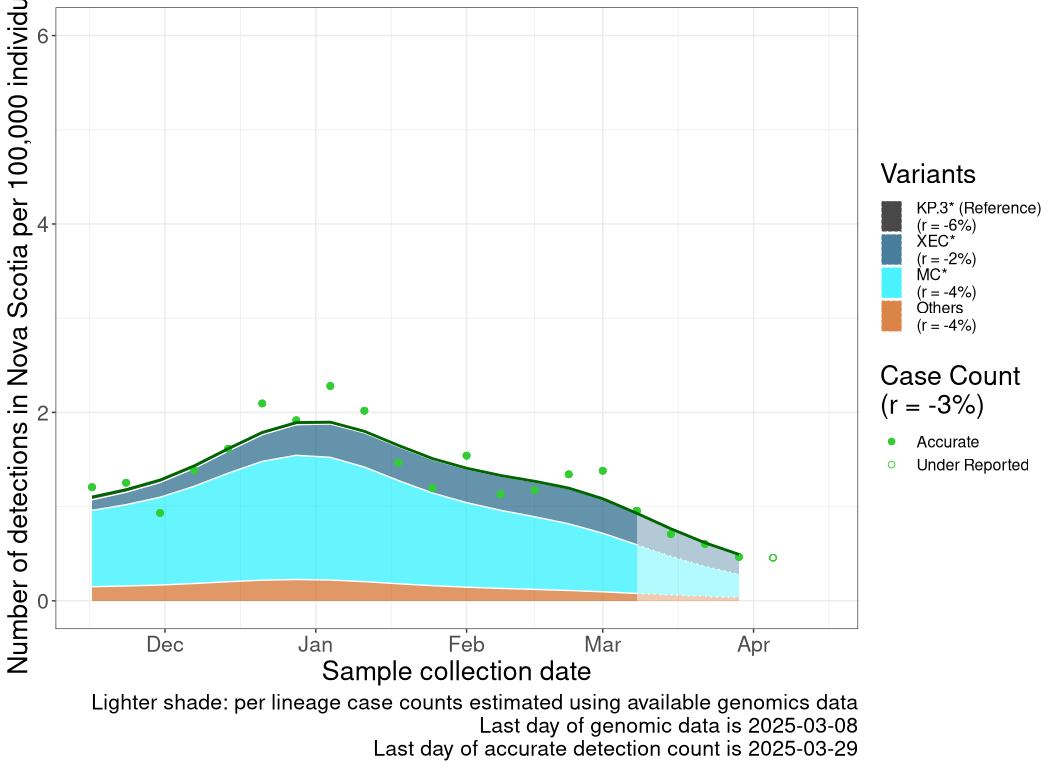 Number of detections in Nova Scotia per 100,000
6
4
2
0
Dec
Jan
Feb
Mar
Apr
Sample collection date
Lighter shade: per lineage case counts estimated using available genomics data
Last day of genomic data is 2025-03-08
Last day of accurate detection count is 2025-03-29
Variants
KP.3* (Reference)
(r = -6%)
XEC*
(r = -2%)
MC*
(r = -4%)
Others
(r = -4%)
Case Count
(r = -3%)
Accurate
Under Reported